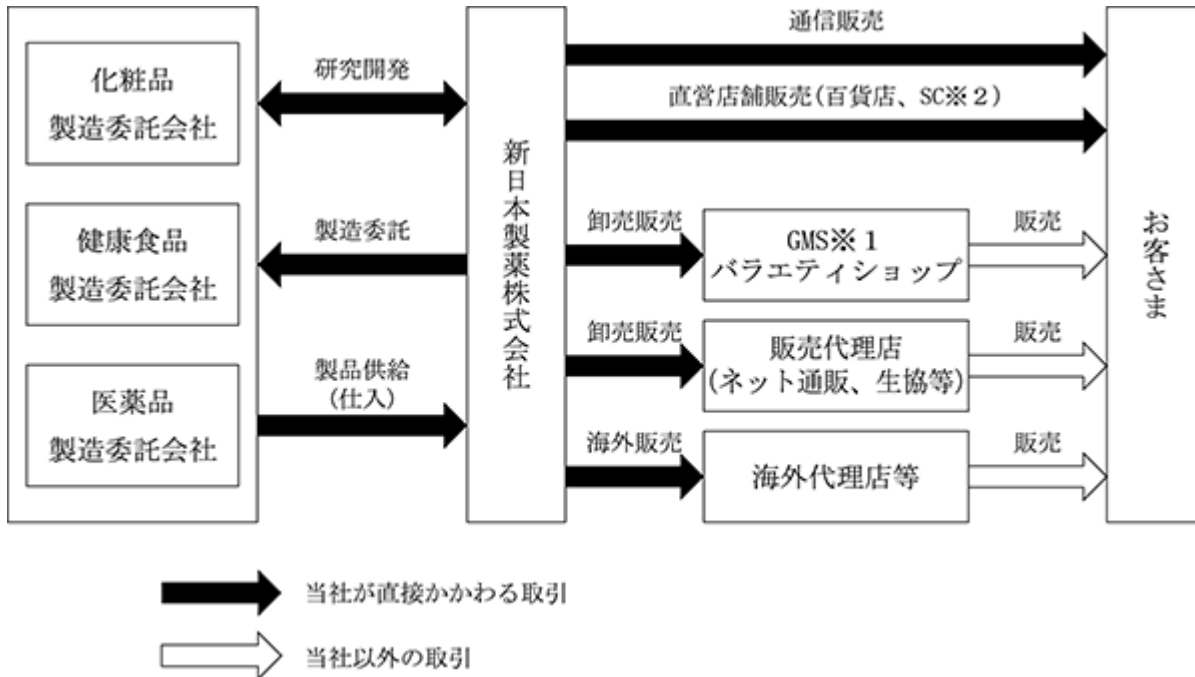 化粧品
製造委託会社
健康食品
製造委託会社
医薬品
製造委託会社
研究開発
製造委託
製品供給
(仕入)
新日本製薬株式会社
通信販売
直営店舗販売(百貨店、SC※2)
卸売販売
GMS※1
バラエティショップ
販売
卸売販売
販売代理店
(ネット通販、生協等)
販売
海外販売
海外代理店等
販売
お客さま
当社が直接かかわる取引
当社以外の取引